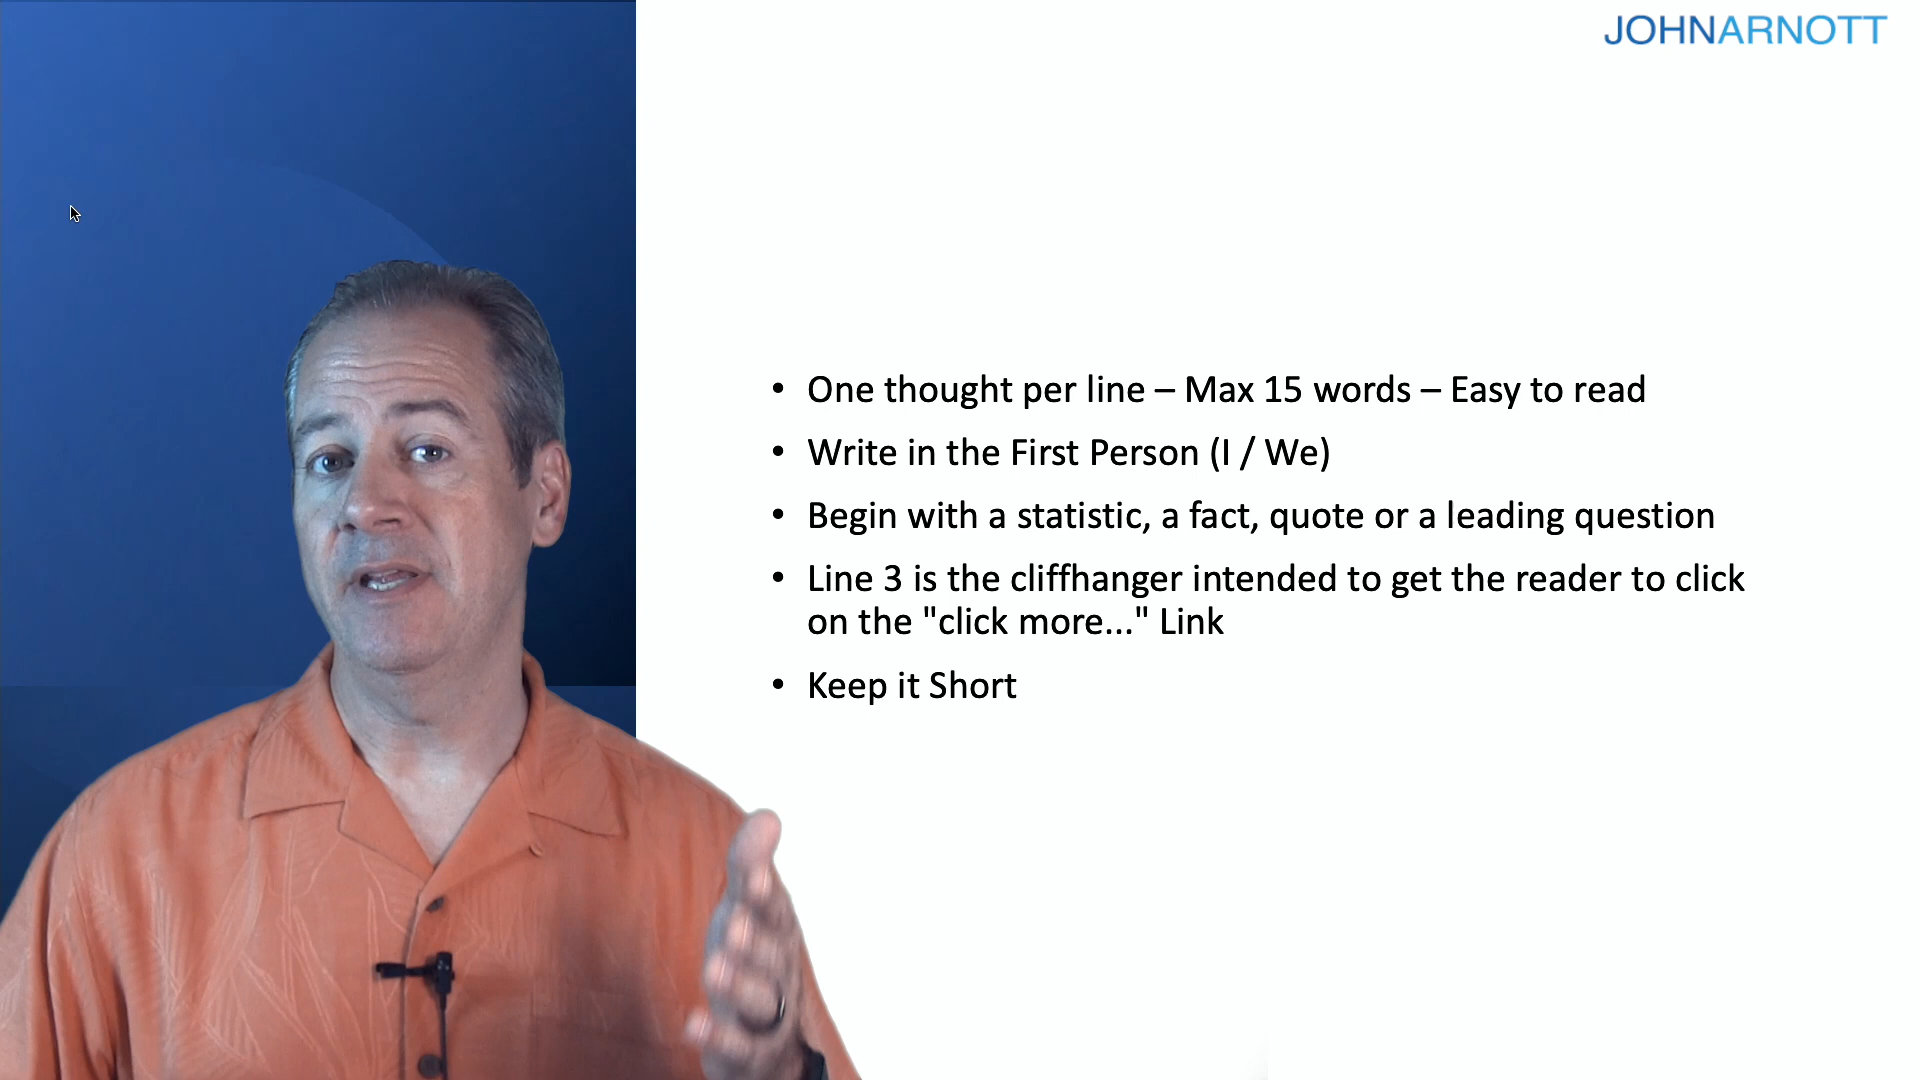 JOHNARNOTT
• One thought per line – Max 15 words – Easy to read
• Write in the First Person (I / We)
• Begin with a statistic, a fact, quote or a leading question
• Line 3 is the cliffhanger intended to get the reader to click
on the "click more..." Link
• Keep it Short